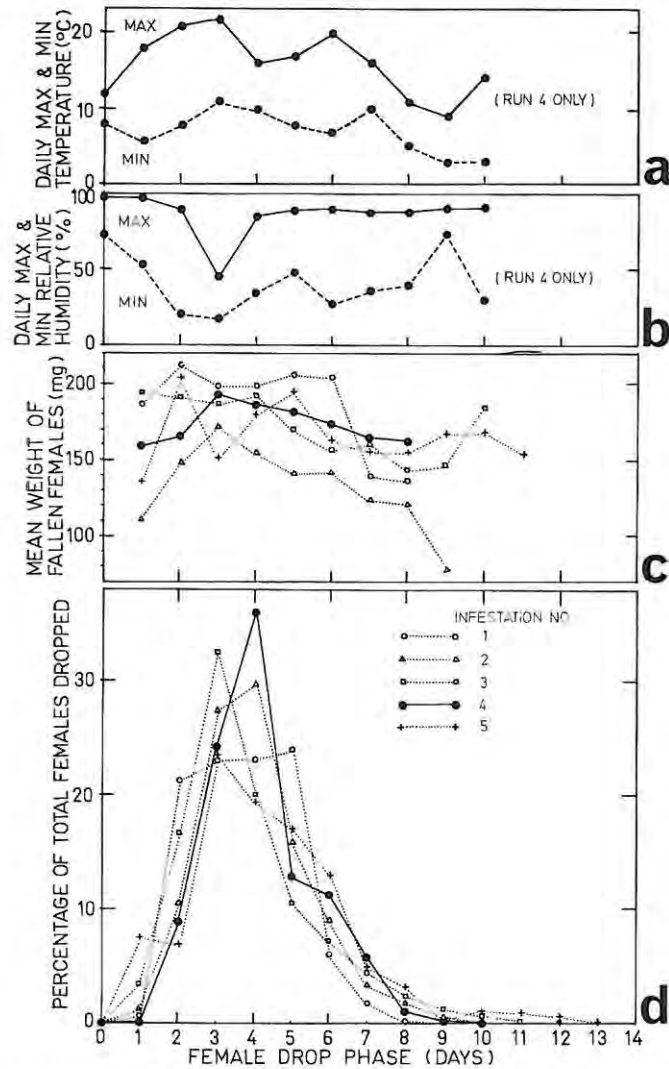 DAILY MAX & MIN
TEMPERATURE (°C)
20
10
0
MAX
MIN
(RUN 4 ONLY)
a
DAILY MAX &
MIN RELATIVE
HUMIDITY (%)
100
50
0
MAX
MIN
(RUN 4 ONLY)
b
MEAN WEIGHT OF
FALLEN FEMALES (mg)
200
150
100
c
PERCENTAGE OF TOTAL FEMALES DROPPED
30
20
10
0
INFESTATION NO
1
2
3
4
5
d
0 1 2 3 4 5 6 7 8 9 10 11 12 13 14
FEMALE DROP PHASE (DAYS)